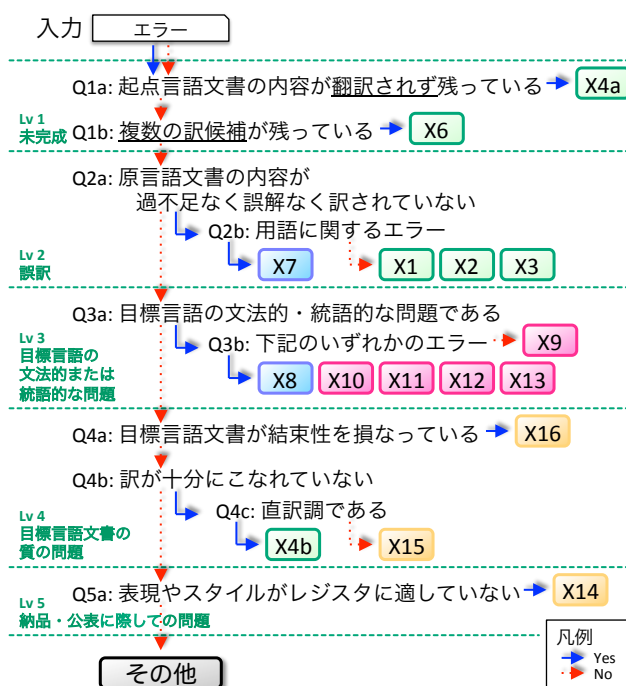 入力 エラー
Q1a: 起点言語文書の内容が翻訳されず残っている X4a
Lv 1
未完成
Q1b: 複数の訳候補が残っている X6
Q2a: 原言語文書の内容が
過不足なく誤解なく訳されていない
Q2b: 用語に関するエラー
Lv 2
誤訳
X7 X1 X2 X3
Q3a: 目標言語の文法的・統語的な問題である
Lv 3
目標言語の
文法的または
統語的な問題
Q3b: 下記のいずれかのエラー X9
X8 X10 X11 X12 X13
Q4a: 目標言語文書が結束性を損なっている X16
Q4b: 訳が十分にこなれていない
Q4c: 直訳調である
Lv 4
目標言語文書の
質の問題
X4b X15
Q5a: 表現やスタイルがレジスタに適していない X14
Lv 5
納品・公表に際しての問題
その他
凡例
Yes
No